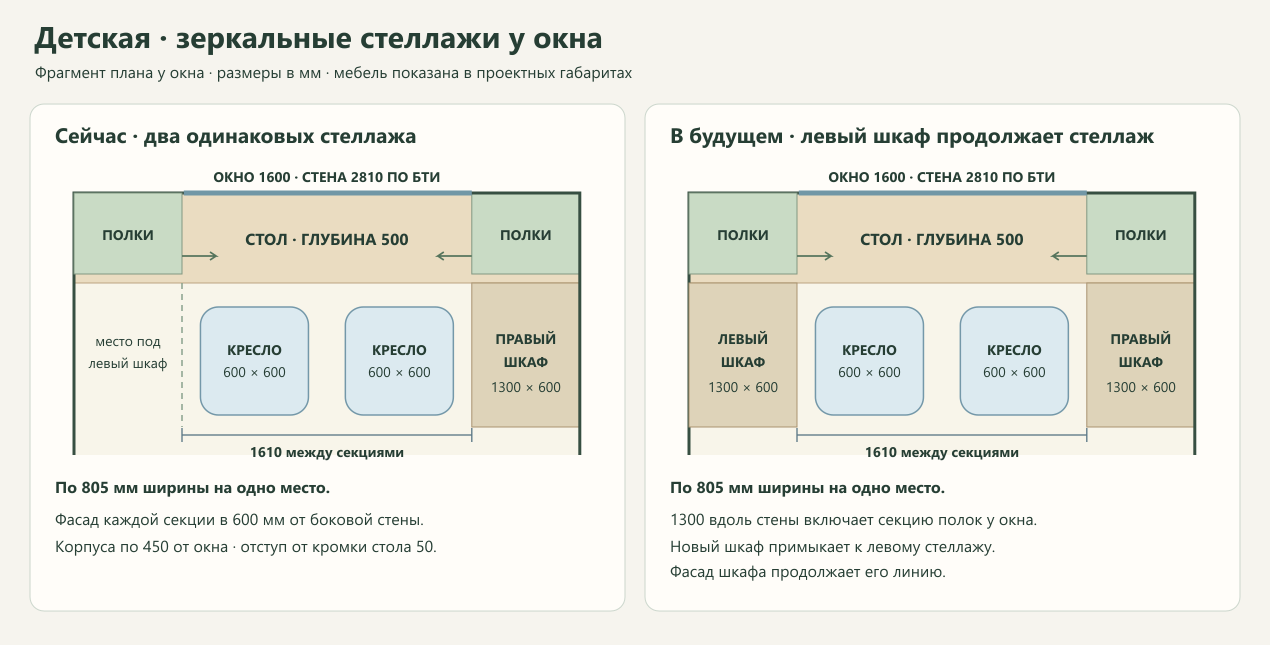 Детская · зеркальные стеллажи у окна
Фрагмент плана у окна · размеры в мм · мебель показана в проектных габаритах
Сейчас · два одинаковых стеллажа
ОКНО 1600 · СТЕНА 2810 ПО БТИ
ПОЛКИ
СТОЛ · ГЛУБИНА 500
ПОЛКИ
место под
левый шкаф
КРЕСЛО
600 × 600
КРЕСЛО
600 × 600
ПРАВЫЙ
ШКАФ
1300 × 600
1610 между секциями
По 805 мм ширины на одно место.
Фасад каждой секции в 600 мм от боковой стены.
Корпуса по 450 от окна · отступ от кромки стола 50.
В будущем · левый шкаф продолжает стеллаж
ОКНО 1600 · СТЕНА 2810 ПО БТИ
ПОЛКИ
СТОЛ · ГЛУБИНА 500
ПОЛКИ
ЛЕВЫЙ
ШКАФ
1300 × 600
КРЕСЛО
600 × 600
КРЕСЛО
600 × 600
ПРАВЫЙ
ШКАФ
1300 × 600
1610 между секциями
По 805 мм ширины на одно место.
1300 вдоль стены включает секцию полок у окна.
Новый шкаф примыкает к левому стеллажу.
Фасад шкафа продолжает его линию.